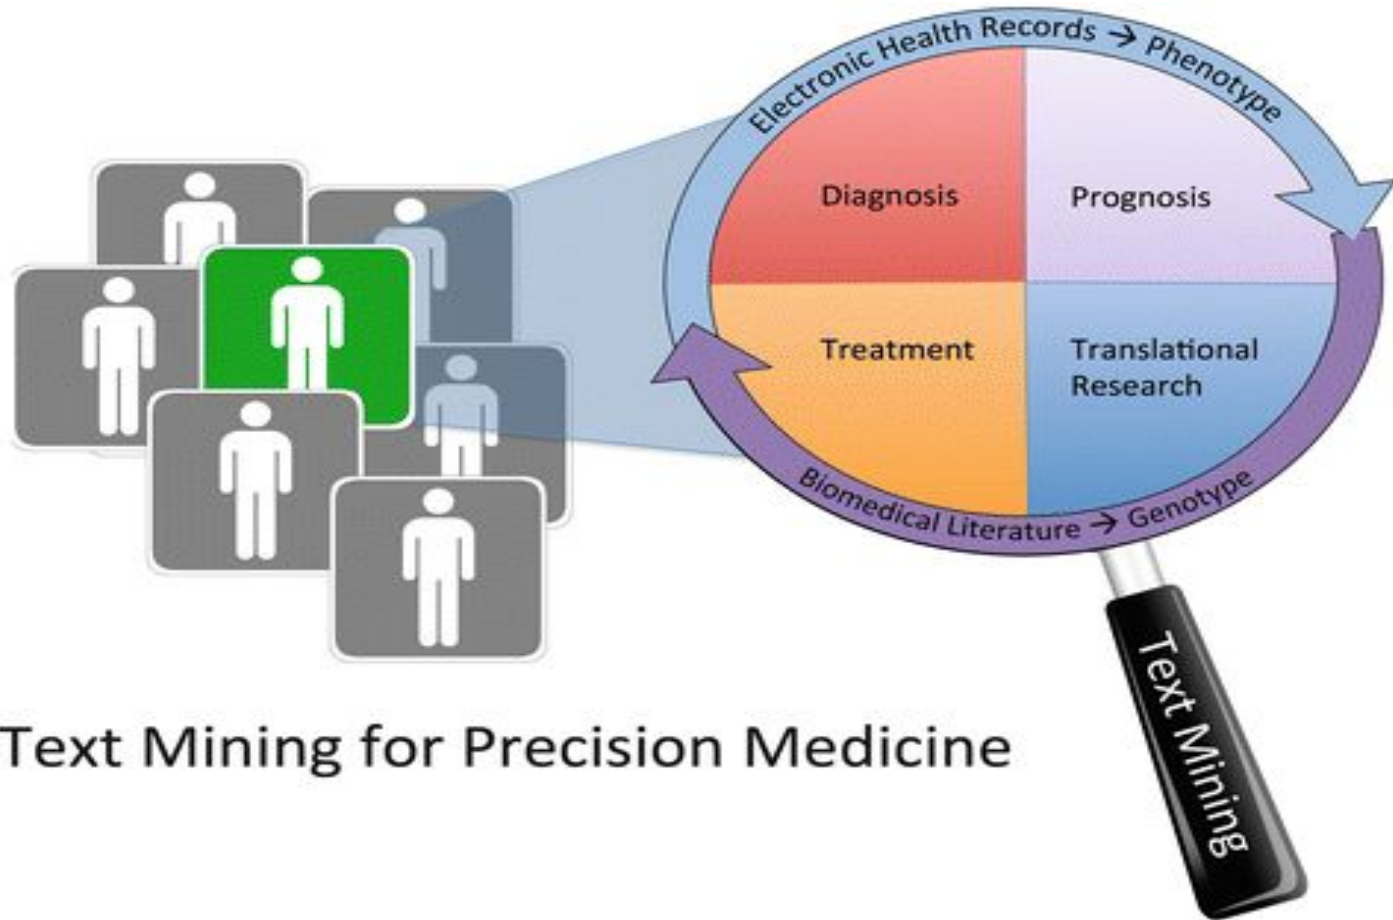 Electronic Health Records → Phenotype
Diagnosis
Prognosis
Treatment
Translational
Research
Biomedical Literature → Genotype
Text Mining
Text Mining for Precision Medicine